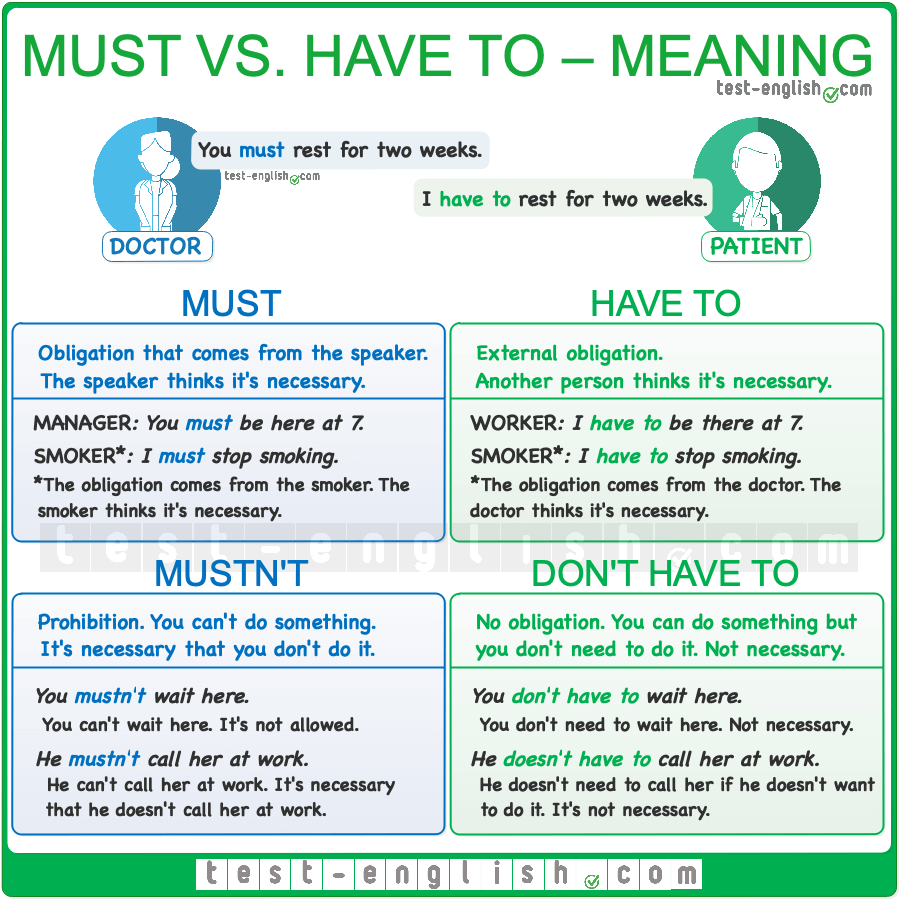 MUST VS. HAVE TO – MEANING
test-english.com
You must rest for two weeks.
test-english.com
I have to rest for two weeks.
DOCTOR
PATIENT
MUST
Obligation that comes from the speaker.
The speaker thinks it's necessary.
MANAGER: You must be here at 7.
SMOKER*: I must stop smoking.
*The obligation comes from the smoker. The
smoker thinks it's necessary.
HAVE TO
External obligation.
Another person thinks it's necessary.
WORKER: I have to be there at 7.
SMOKER*: I have to stop smoking.
*The obligation comes from the doctor. The
doctor thinks it's necessary.
test-english.com
MUSTN'T
Prohibition. You can't do something.
It's necessary that you don't do it.
You mustn't wait here.
You can't wait here. It's not allowed.
He mustn't call her at work.
He can't call her at work. It's necessary
that he doesn't call her at work.
DON'T HAVE TO
No obligation. You can do something but
you don't need to do it. Not necessary.
You don't have to wait here.
You don't need to wait here. Not necessary.
He doesn't have to call her at work.
He doesn't need to call her if he doesn't want
to do it. It's not necessary.
test-english.com